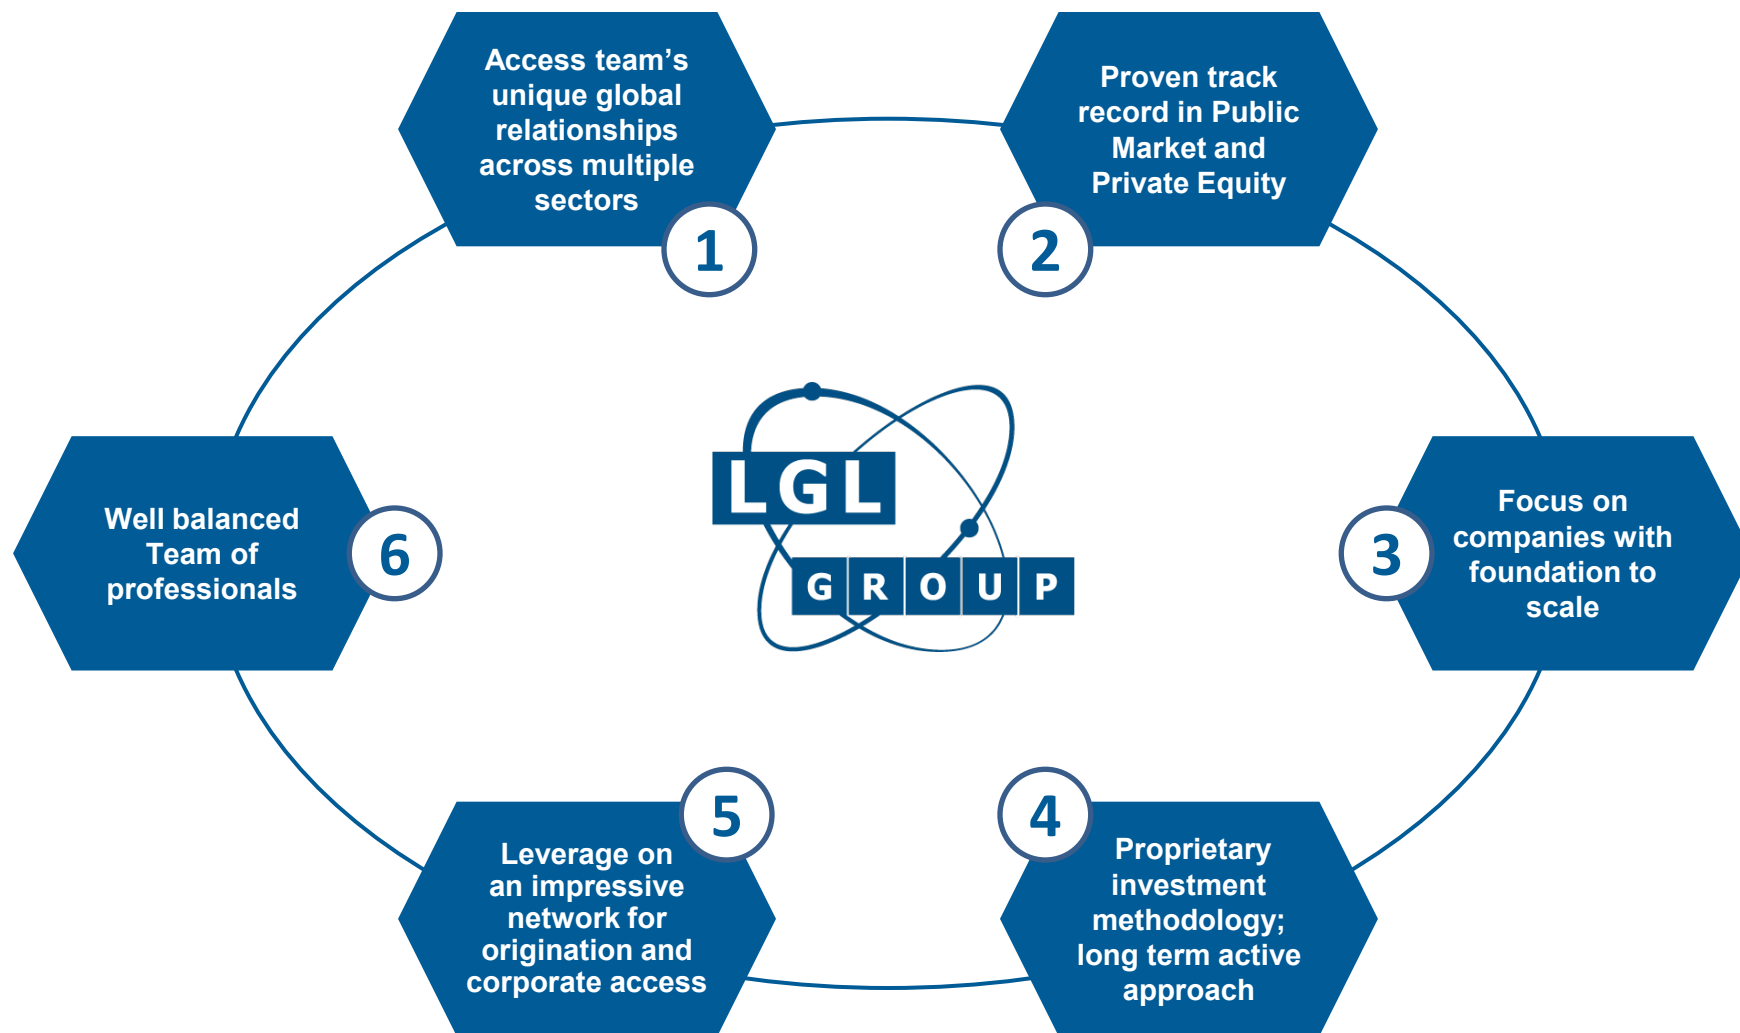 Access team’s
unique global
relationships
across multiple
sectors
1
Proven track
record in Public
Market and
Private Equity
2
Focus on
companies with
foundation to
scale
3
Proprietary
investment
methodology;
long term active
approach
4
Leverage on
an impressive
network for
origination and
corporate access
5
Well balanced
Team of
professionals
6
LGL
GROUP